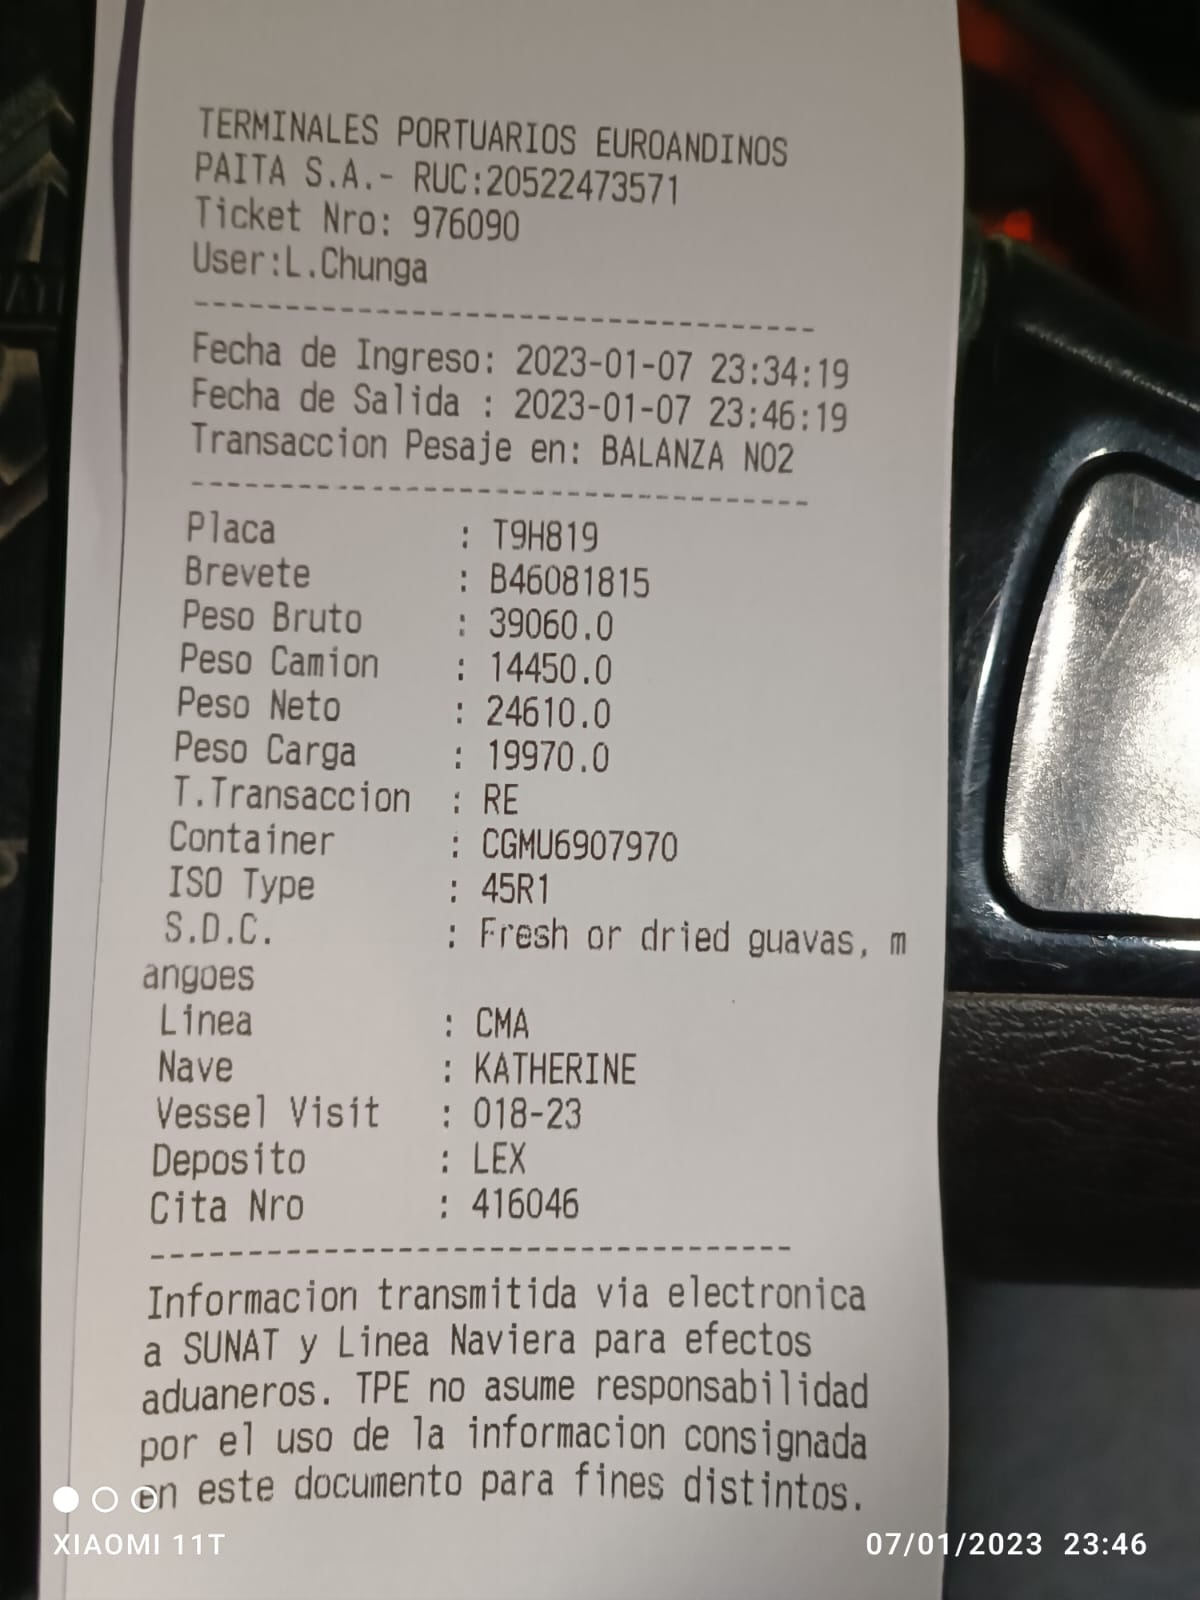 TERMINALES PORTUARIOS EUROANDINOS
PAITA S.A.- RUC:20522473571
Ticket Nro: 976090
User:L.Chunga
-----------------------------------
Fecha de Ingreso: 2023-01-07 23:34:19
Fecha de Salida : 2023-01-07 23:46:19
Transaccion Pesaje en: BALANZA NO2
-----------------------------------
Placa : T9H819
Brevete : B46081815
Peso Bruto : 39060.0
Peso Camion : 14450.0
Peso Neto : 24610.0
Peso Carga : 19970.0
T.Transaccion : RE
Container : CGMU6907970
ISO Type : 45R1
S.D.C. : Fresh or dried guavas, m
angoes
Linea : CMA
Nave : KATHERINE
Vessel Visit : 018-23
Deposito : LEX
Cita Nro : 416046
-----------------------------------
Informacion transmitida via electronica
a SUNAT y Linea Naviera para efectos
aduaneros. TPE no asume responsabilidad
por el uso de la informacion consignada
en este documento para fines distintos.
XIAOMI 11T
07/01/2023 23:46